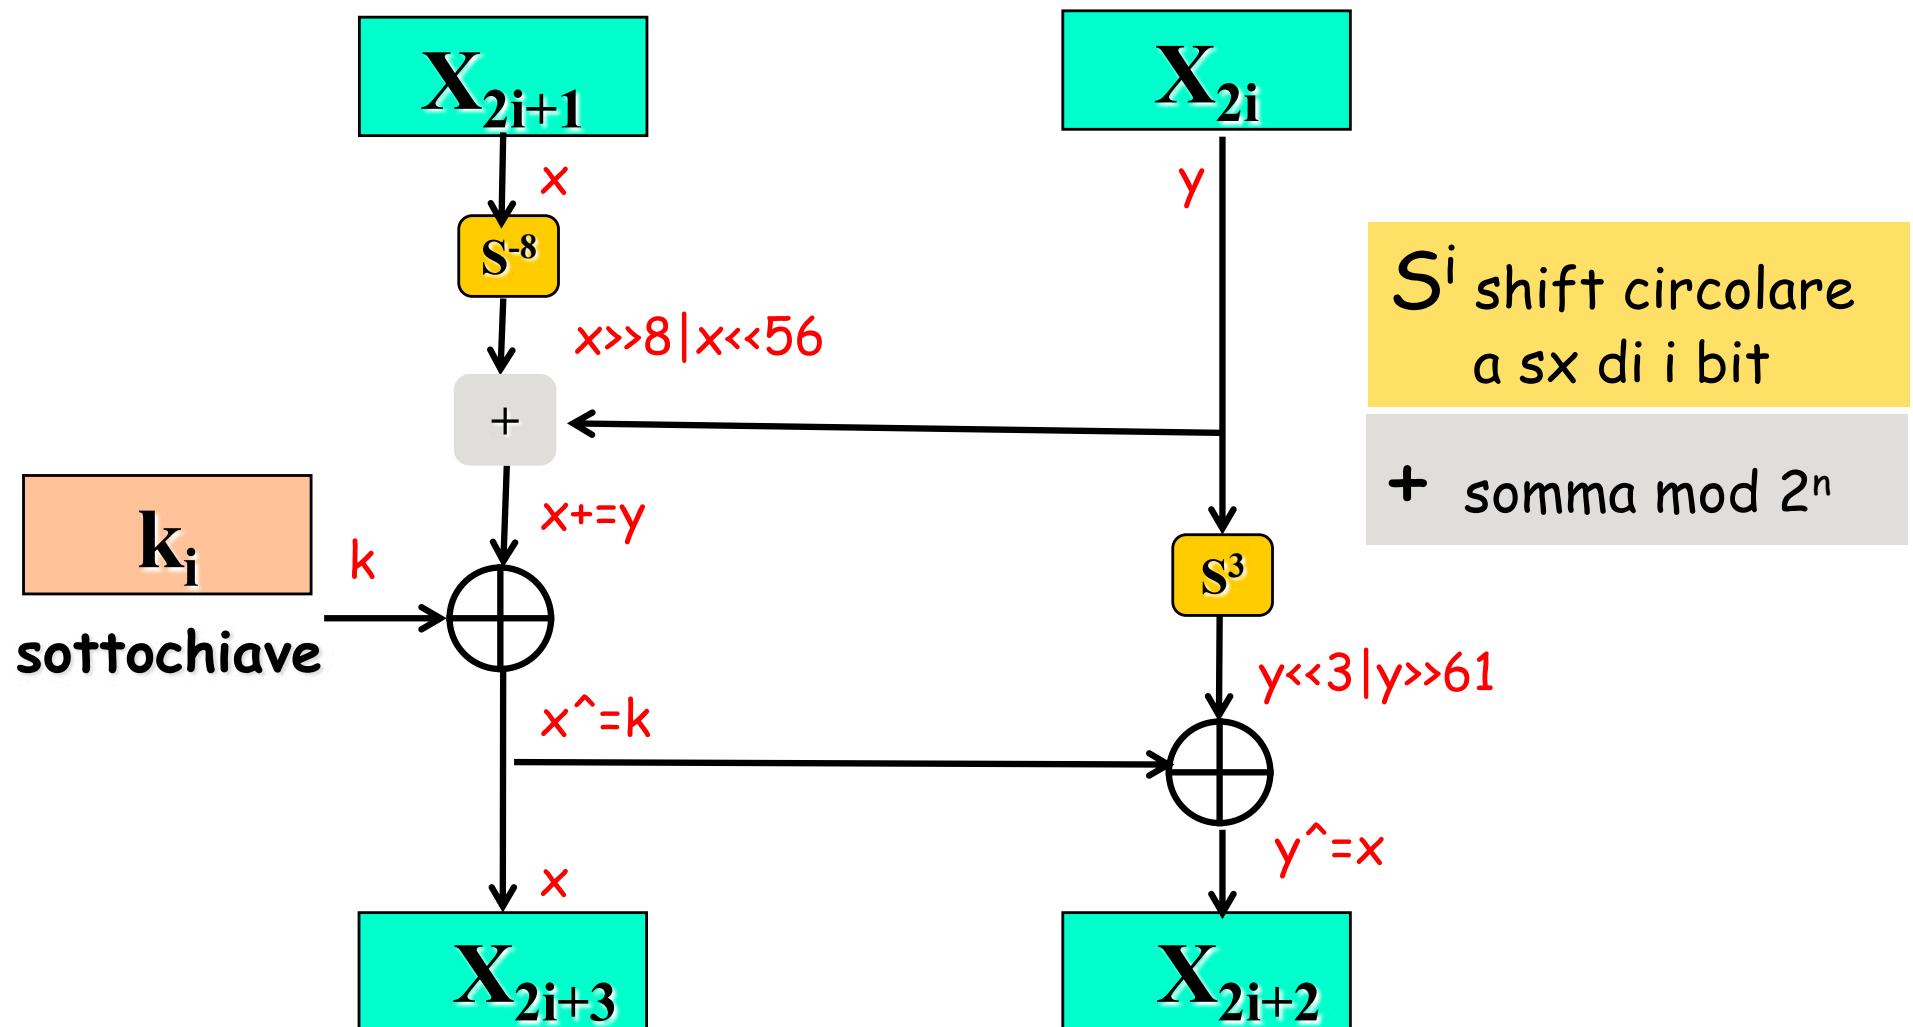 X2i+1
X2i
x
y
S-8
Si shift circolare
a sx di i bit
x>>8|x<<56
+
+ somma mod 2n
x+=y
ki
k
S3
sottochiave
y<<3|y>>61
x^=k
y^=x
x
X2i+3
X2i+2